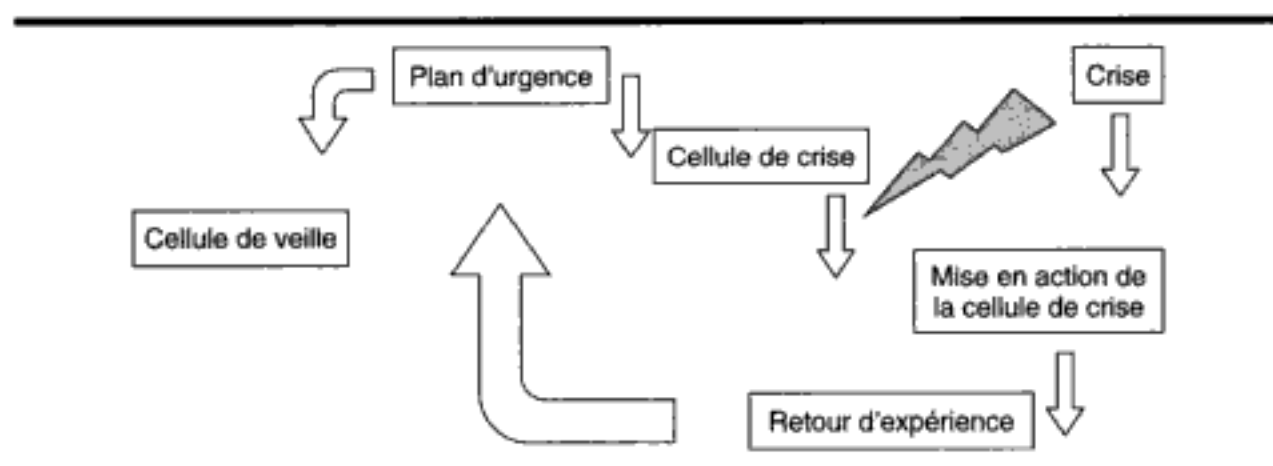 Plan d'urgence
Crise
Cellule de crise
Cellule de veille
Mise en action de
la cellule de crise
Retour d'expérience